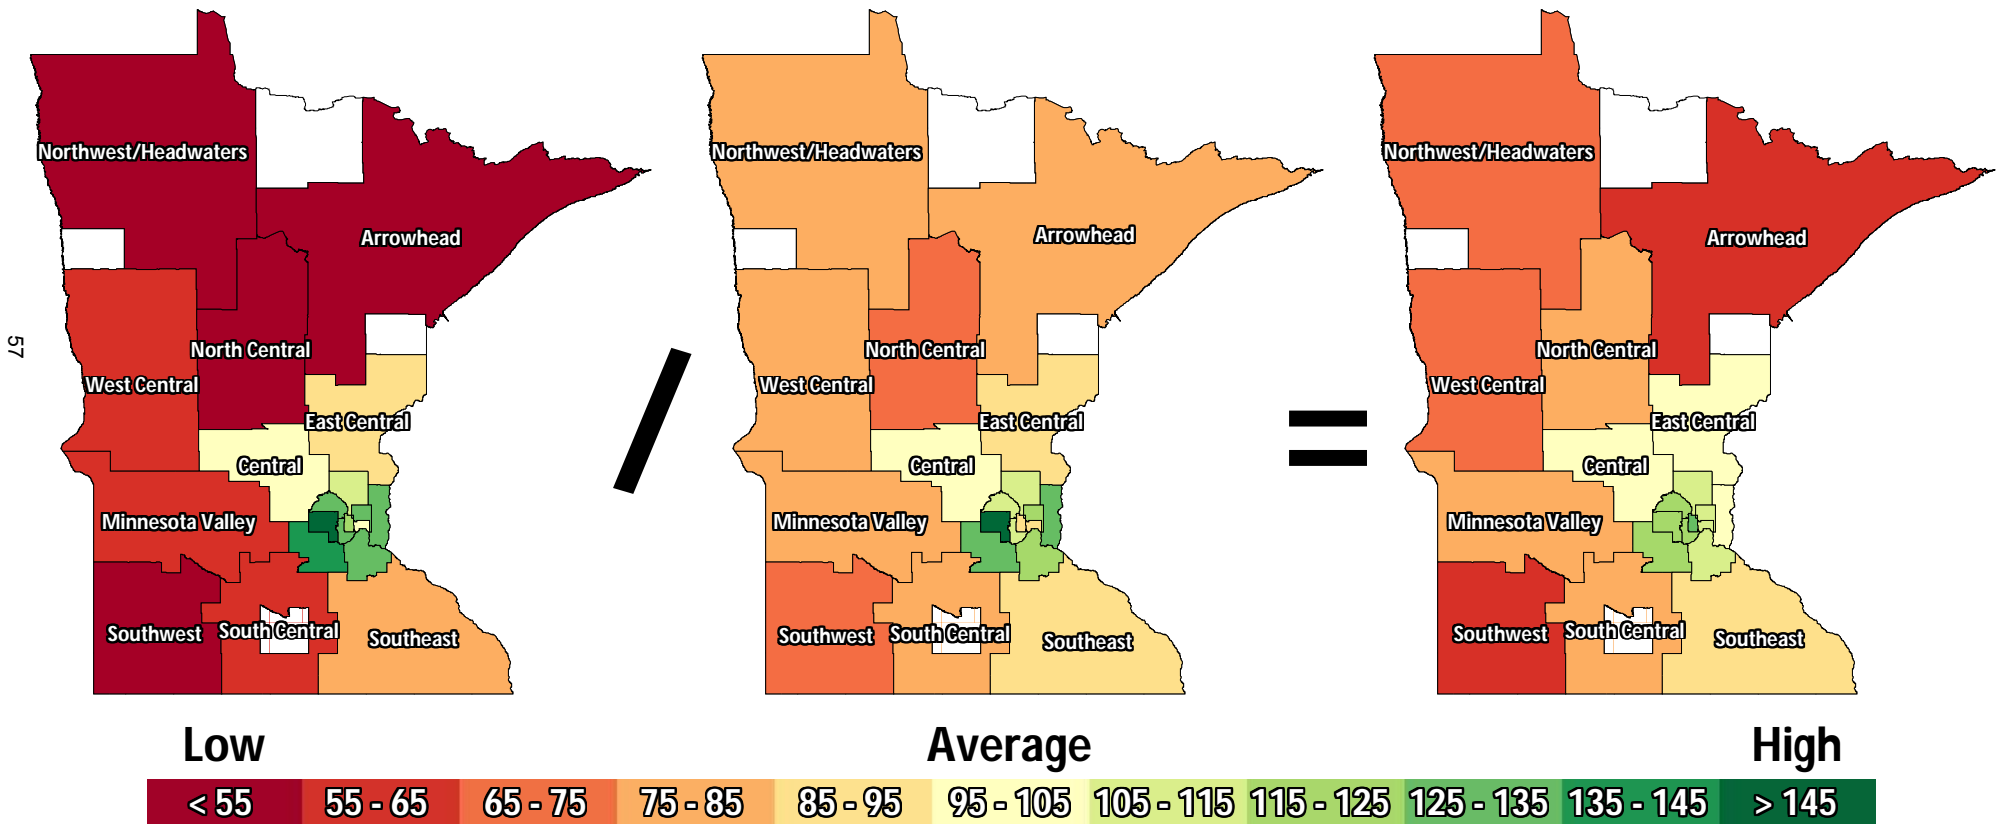 Northwest/Headwaters
Arrowhead
North Central
West Central
East Central
Central
Minnesota Valley
Southwest
South Central
Southeast
/
Northwest/Headwaters
Arrowhead
North Central
West Central
East Central
Central
Minnesota Valley
Southwest
South Central
Southeast
=
Northwest/Headwaters
Arrowhead
North Central
West Central
East Central
Central
Minnesota Valley
Southwest
South Central
Southeast
57
Low Average High
< 55 55 - 65 65 - 75 75 - 85 85 - 95 95 - 105 105 - 115 115 - 125 125 - 135 135 - 145 > 145